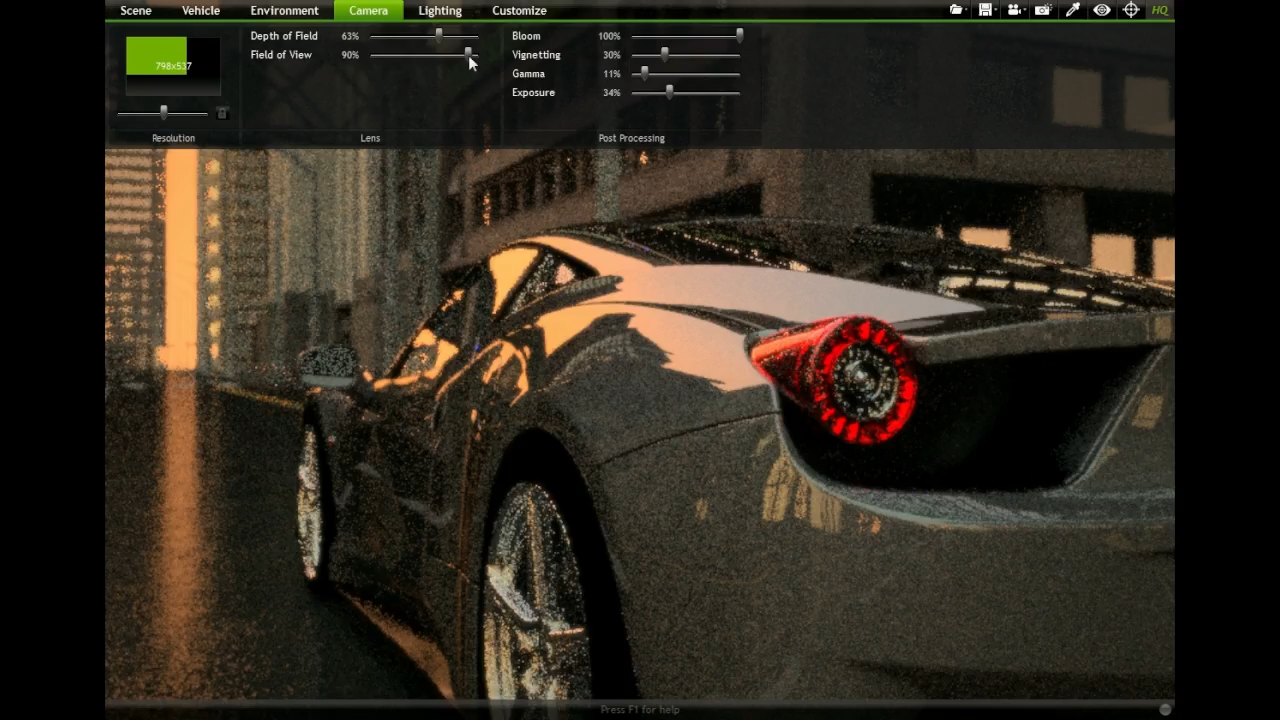 Scene Vehicle Environment Camera Lighting Customize HQ
Depth of Field 63% Bloom 100%
Field of View 90% Vignetting 30%
798x537 Gamma 11%
Exposure 34%
Resolution Lens Post Processing
Press F1 for help